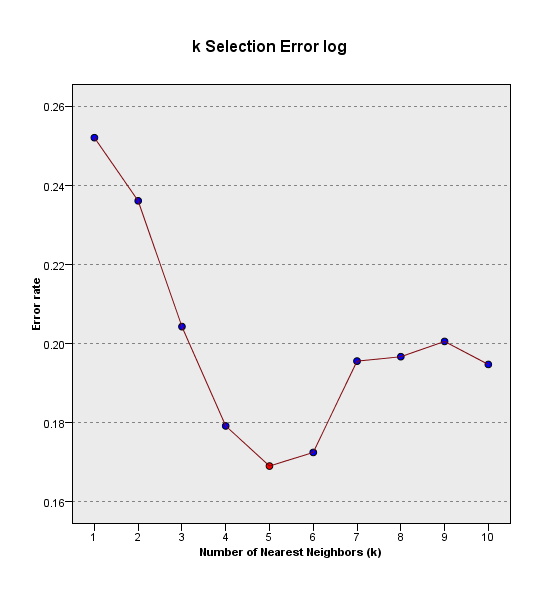 k Selection Error log
0.26
0.24
0.22
0.20
0.18
0.16
Error rate
1 2 3 4 5 6 7 8 9 10
Number of Nearest Neighbors (k)